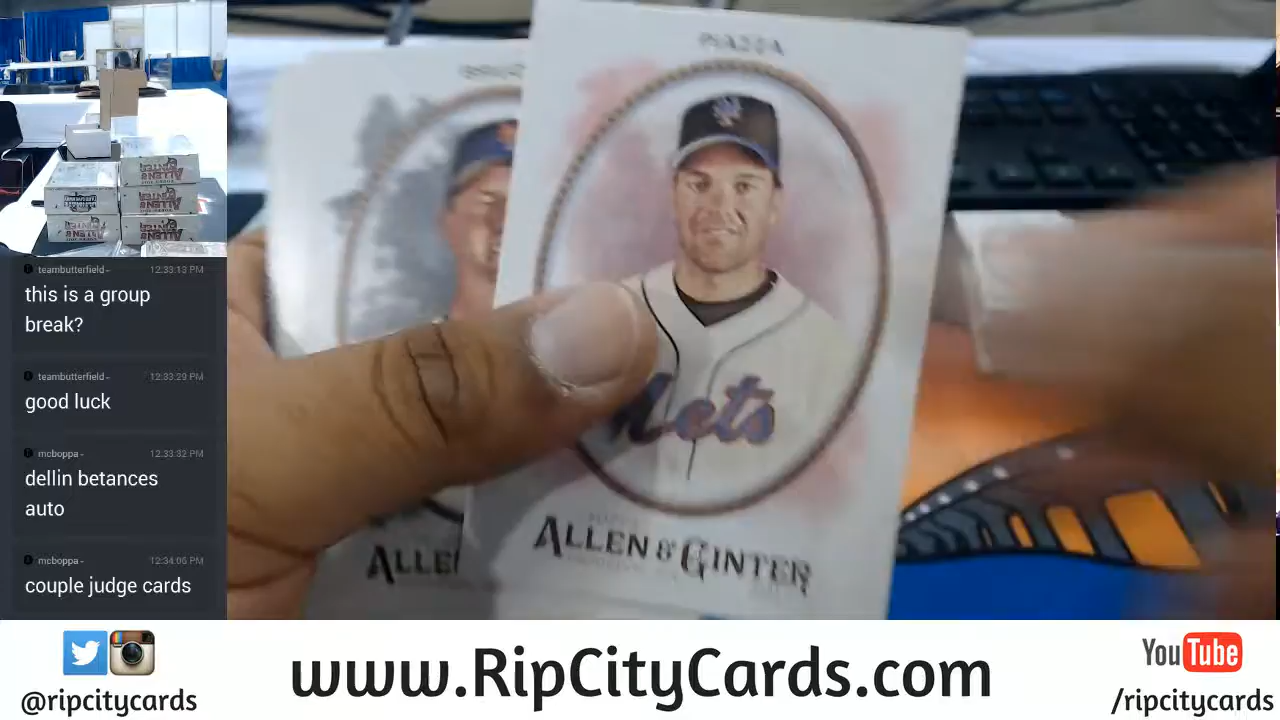 teambutterfield- 12:33:13 PM
this is a group
break?
teambutterfield- 12:33:29 PM
good luck
mcboppa- 12:33:32 PM
dellin betances
auto
mcboppa- 12:34:06 PM
couple judge cards
PIAZZA
NY
Mets
ALLEN & GINTER
ALLE
www.RipCityCards.com
@ripcitycards
YouTube
/ripcitycards